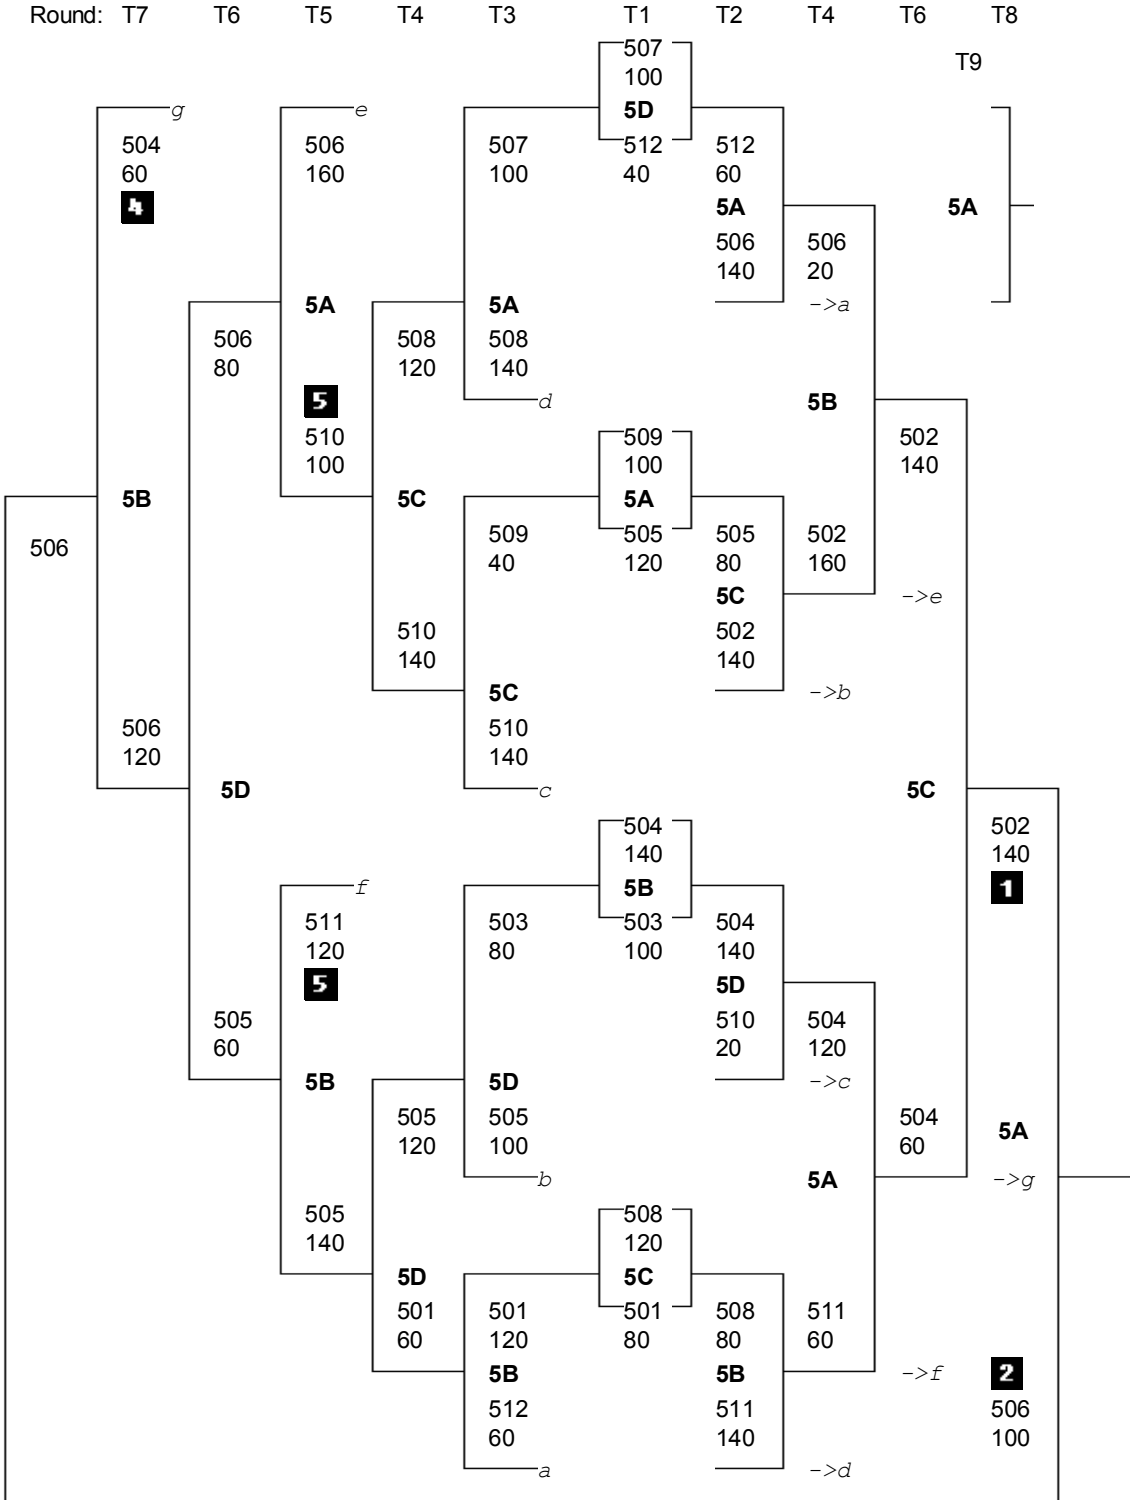 Round: T7 T6 T5 T4 T3 T1 T2 T4 T6 T8
507
T9
100
g e 5D
504 506 507 512 512
60 160 100 40 60
4 5A 5A
506 506
140 20
5A 5A ->a
506 508 508
80 120 140
5 d 5B
510 509 502
100 100 140
5B 5C 5A
506 509 505 505 502
40 120 80 160
5C ->e
510 502
140 140
5C ->b
506 510
120 140
5D c 5C
504 502
140 140
f 5B 1
511 503 503 504
120 80 100 140
5 5D
505 510 504
60 20 120
5B 5D ->c
505 505 504 5A
120 100 60
b 5A ->g
505 508
140 120
5D 5C
501 501 501 508 511
60 120 80 80 60
5B 5B ->f 2
512 511 506
60 140 100
a ->d